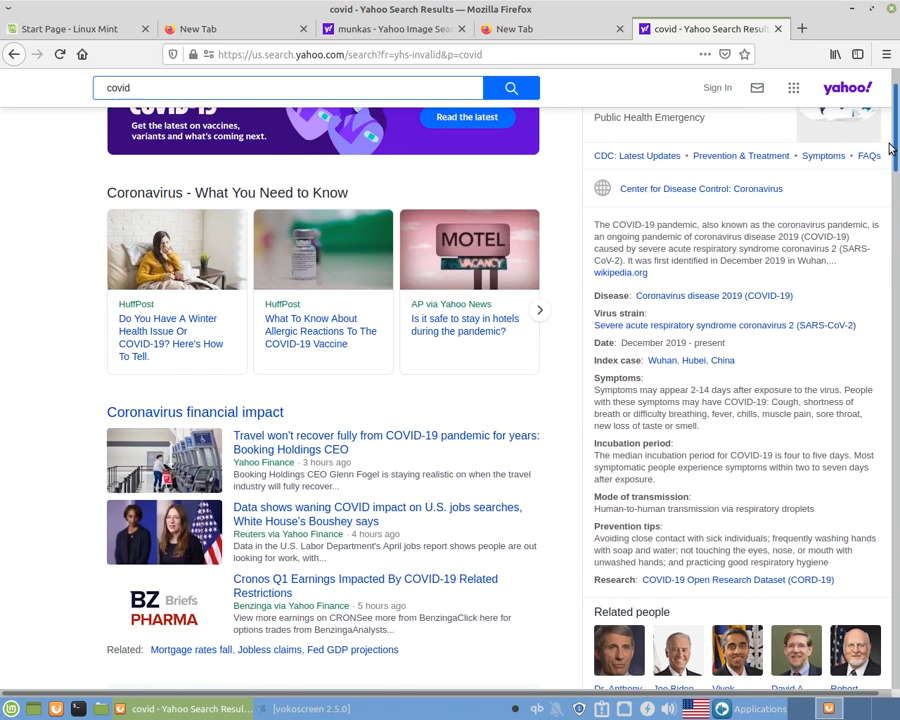 covid - Yahoo Search Results — Mozilla Firefox
Start Page - Linux Mint
New Tab
munkas - Yahoo Image Sea
New Tab
covid - Yahoo Search Result
https://us.search.yahoo.com/search?fr=yhs-invalid&p=covid
covid
Sign In
yahoo!
COVID-19
Get the latest on vaccines,
variants and what's coming next.
Read the latest
Coronavirus - What You Need to Know
MOTEL
VACANCY
HuffPost
Do You Have A Winter
Health Issue Or
COVID-19? Here's How
To Tell.
HuffPost
What To Know About
Allergic Reactions To The
COVID-19 Vaccine
AP via Yahoo News
Is it safe to stay in hotels
during the pandemic?
Coronavirus financial impact
Travel won't recover fully from COVID-19 pandemic for years:
Booking Holdings CEO
Yahoo Finance · 3 hours ago
Booking Holdings CEO Glenn Fogel is staying realistic on when the travel
industry will fully recover...
Data shows waning COVID impact on U.S. jobs searches,
White House's Boushey says
Reuters via Yahoo Finance · 4 hours ago
Data in the U.S. Labor Department's April jobs report shows people are out
looking for work, with...
BZ Briefs
PHARMA
Cronos Q1 Earnings Impacted By COVID-19 Related
Restrictions
Benzinga via Yahoo Finance · 5 hours ago
View more earnings on CRONSee more from BenzingaClick here for
options trades from BenzingaAnalysts...
Related: Mortgage rates fall, Jobless claims, Fed GDP projections
Public Health Emergency
CDC: Latest Updates • Prevention & Treatment • Symptoms • FAQs
Center for Disease Control: Coronavirus
The COVID-19 pandemic, also known as the coronavirus pandemic, is
an ongoing pandemic of coronavirus disease 2019 (COVID-19)
caused by severe acute respiratory syndrome coronavirus 2 (SARS-
CoV-2). It was first identified in December 2019 in Wuhan,...
wikipedia.org
Disease: Coronavirus disease 2019 (COVID-19)
Virus strain:
Severe acute respiratory syndrome coronavirus 2 (SARS-CoV-2)
Date: December 2019 - present
Index case: Wuhan, Hubei, China
Symptoms:
Symptoms may appear 2-14 days after exposure to the virus. People
with these symptoms may have COVID-19: Cough, shortness of
breath or difficulty breathing, fever, chills, muscle pain, sore throat,
new loss of taste or smell.
Incubation period:
The median incubation period for COVID-19 is four to five days. Most
symptomatic people experience symptoms within two to seven days
after exposure.
Mode of transmission:
Human-to-human transmission via respiratory droplets
Prevention tips:
Avoiding close contact with sick individuals; frequently washing hands
with soap and water; not touching the eyes, nose, or mouth with
unwashed hands; and practicing good respiratory hygiene
Research: COVID-19 Open Research Dataset (CORD-19)
Related people
Dr. Anthony
Joe Biden
Vivek
David A.
Robert
covid - Yahoo Search Resul...
[vokoscreen 2.5.0]
qb
Applications